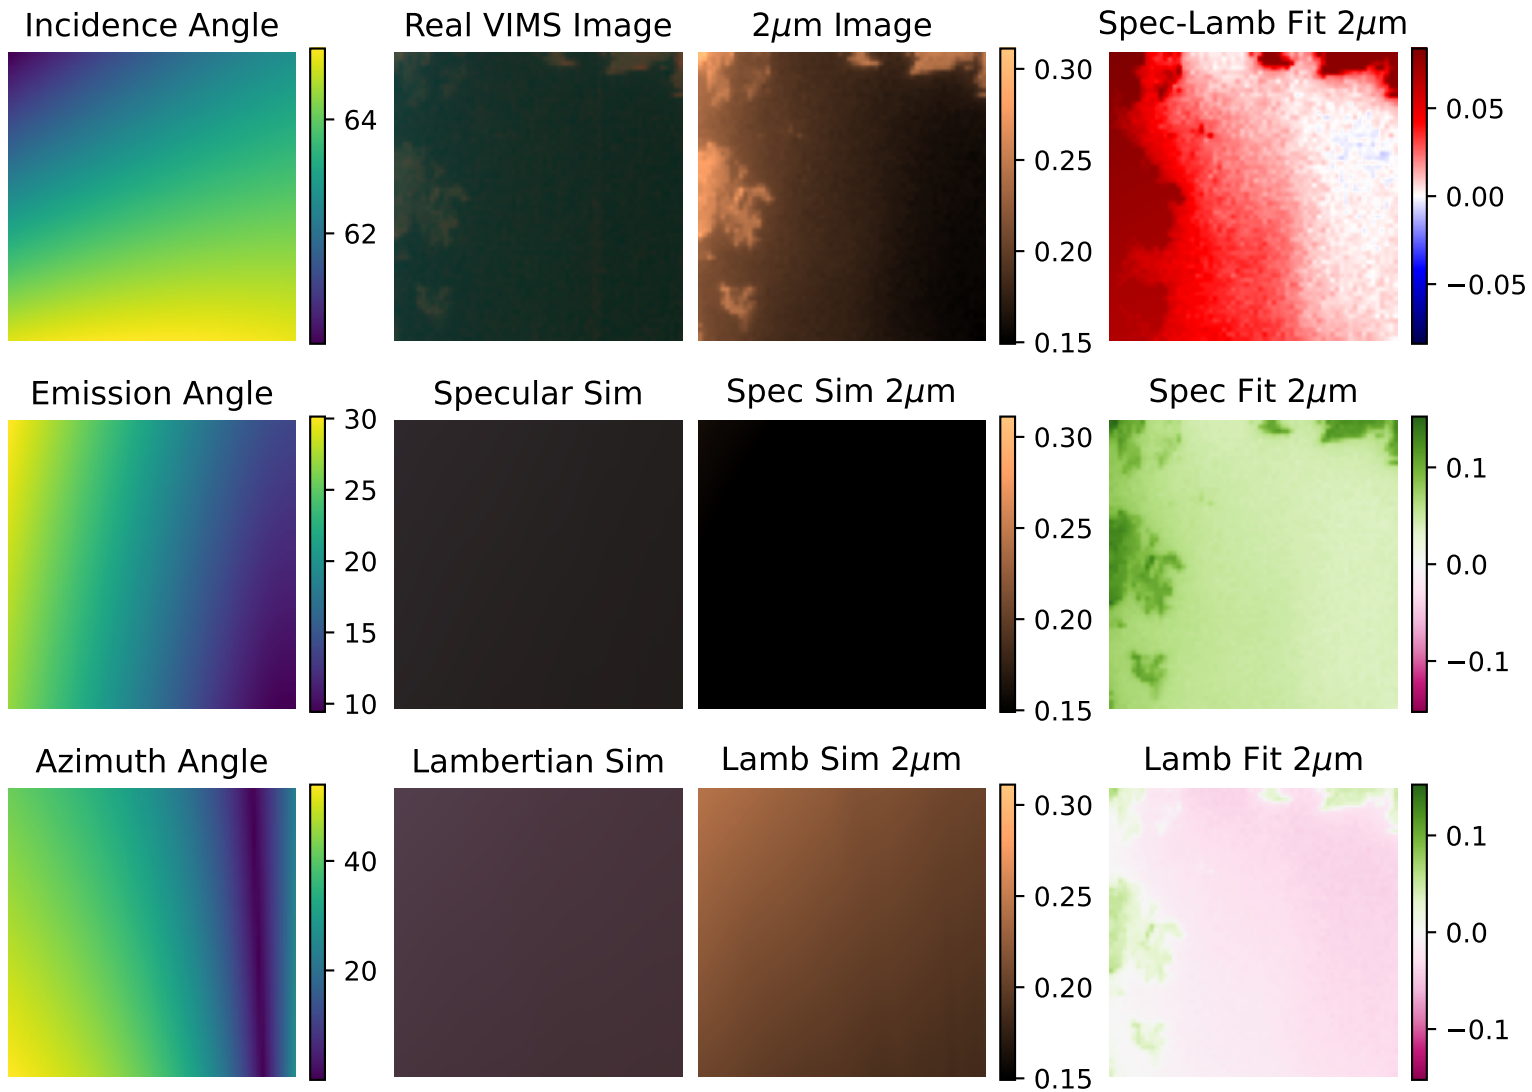 Incidence Angle
64
62
Real VIMS Image
2μm Image
0.30
0.25
0.20
0.15
Spec-Lamb Fit 2μm
0.05
0.00
−0.05
Emission Angle
30
25
20
15
10
Specular Sim
Spec Sim 2μm
0.30
0.25
0.20
0.15
Spec Fit 2μm
0.1
0.0
−0.1
Azimuth Angle
40
20
Lambertian Sim
Lamb Sim 2μm
0.30
0.25
0.20
0.15
Lamb Fit 2μm
0.1
0.0
−0.1